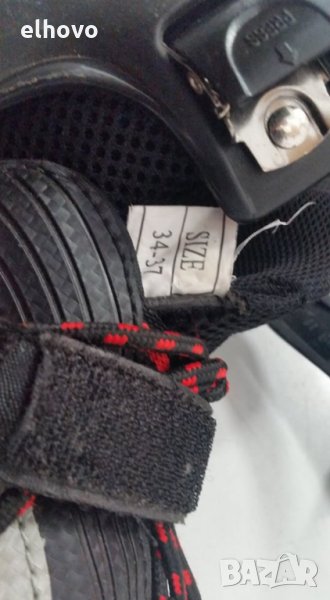 elhovo
PRESS
SIZE
34-37
BAZAR